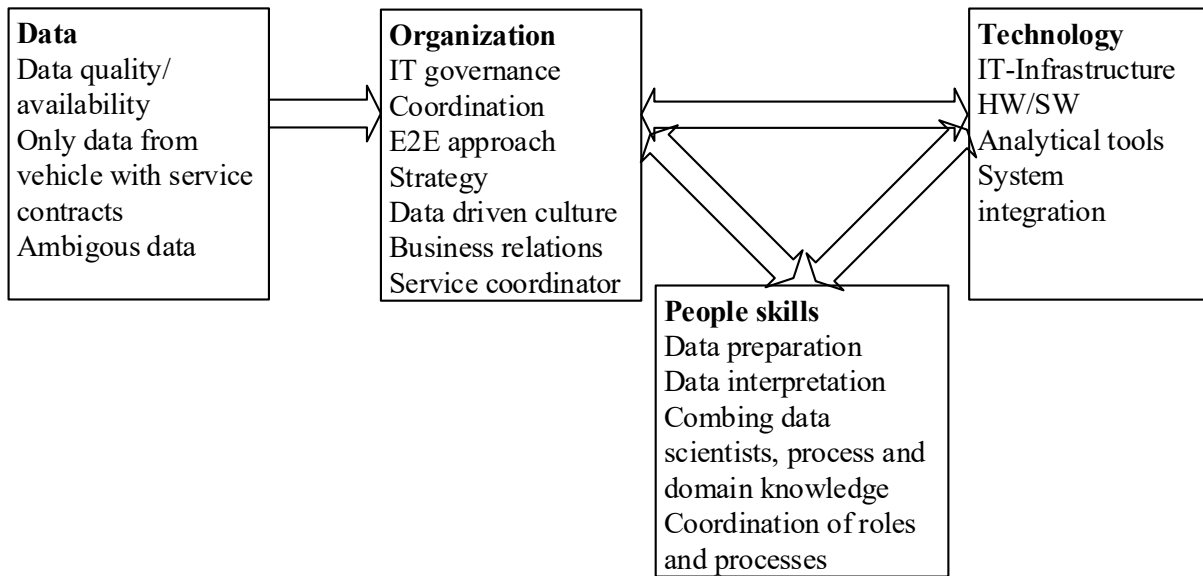 Data
Data quality/
availability
Only data from
vehicle with service
contracts
Ambigous data
Organization
IT governance
Coordination
E2E approach
Strategy
Data driven culture
Business relations
Service coordinator
Technology
IT-Infrastructure
HW/SW
Analytical tools
System
integration
People skills
Data preparation
Data interpretation
Combing data
scientists, process and
domain knowledge
Coordination of roles
and processes